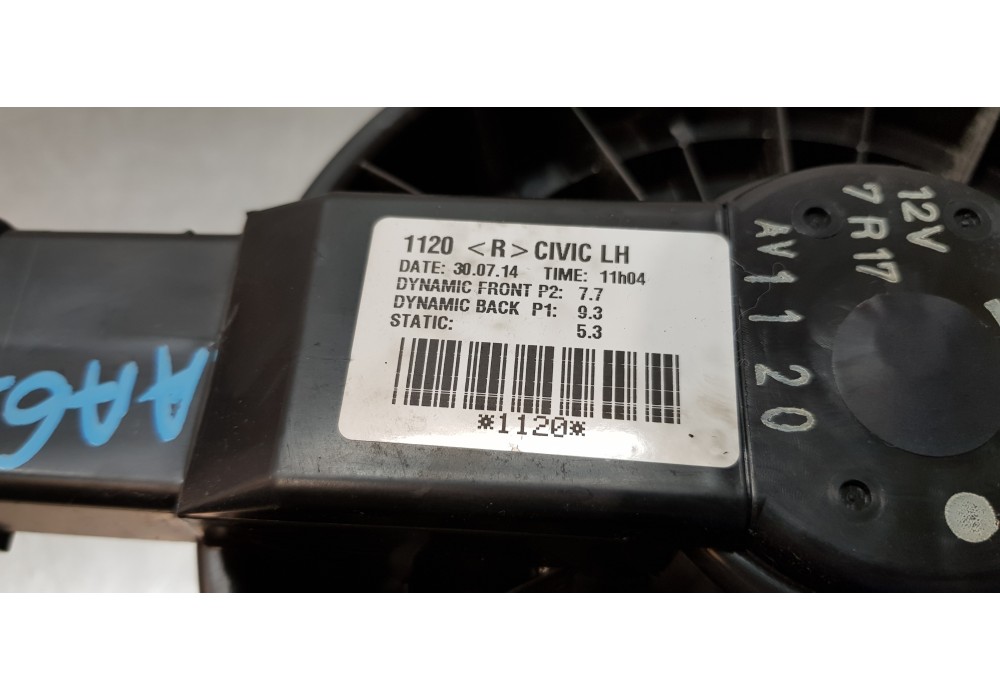 1120 <R> CIVIC LH
DATE: 30.07.14 TIME: 11h04
DYNAMIC FRONT P2: 7.7
DYNAMIC BACK P1: 9.3
STATIC: 5.3
*1120*
12V
7R17
AV1120